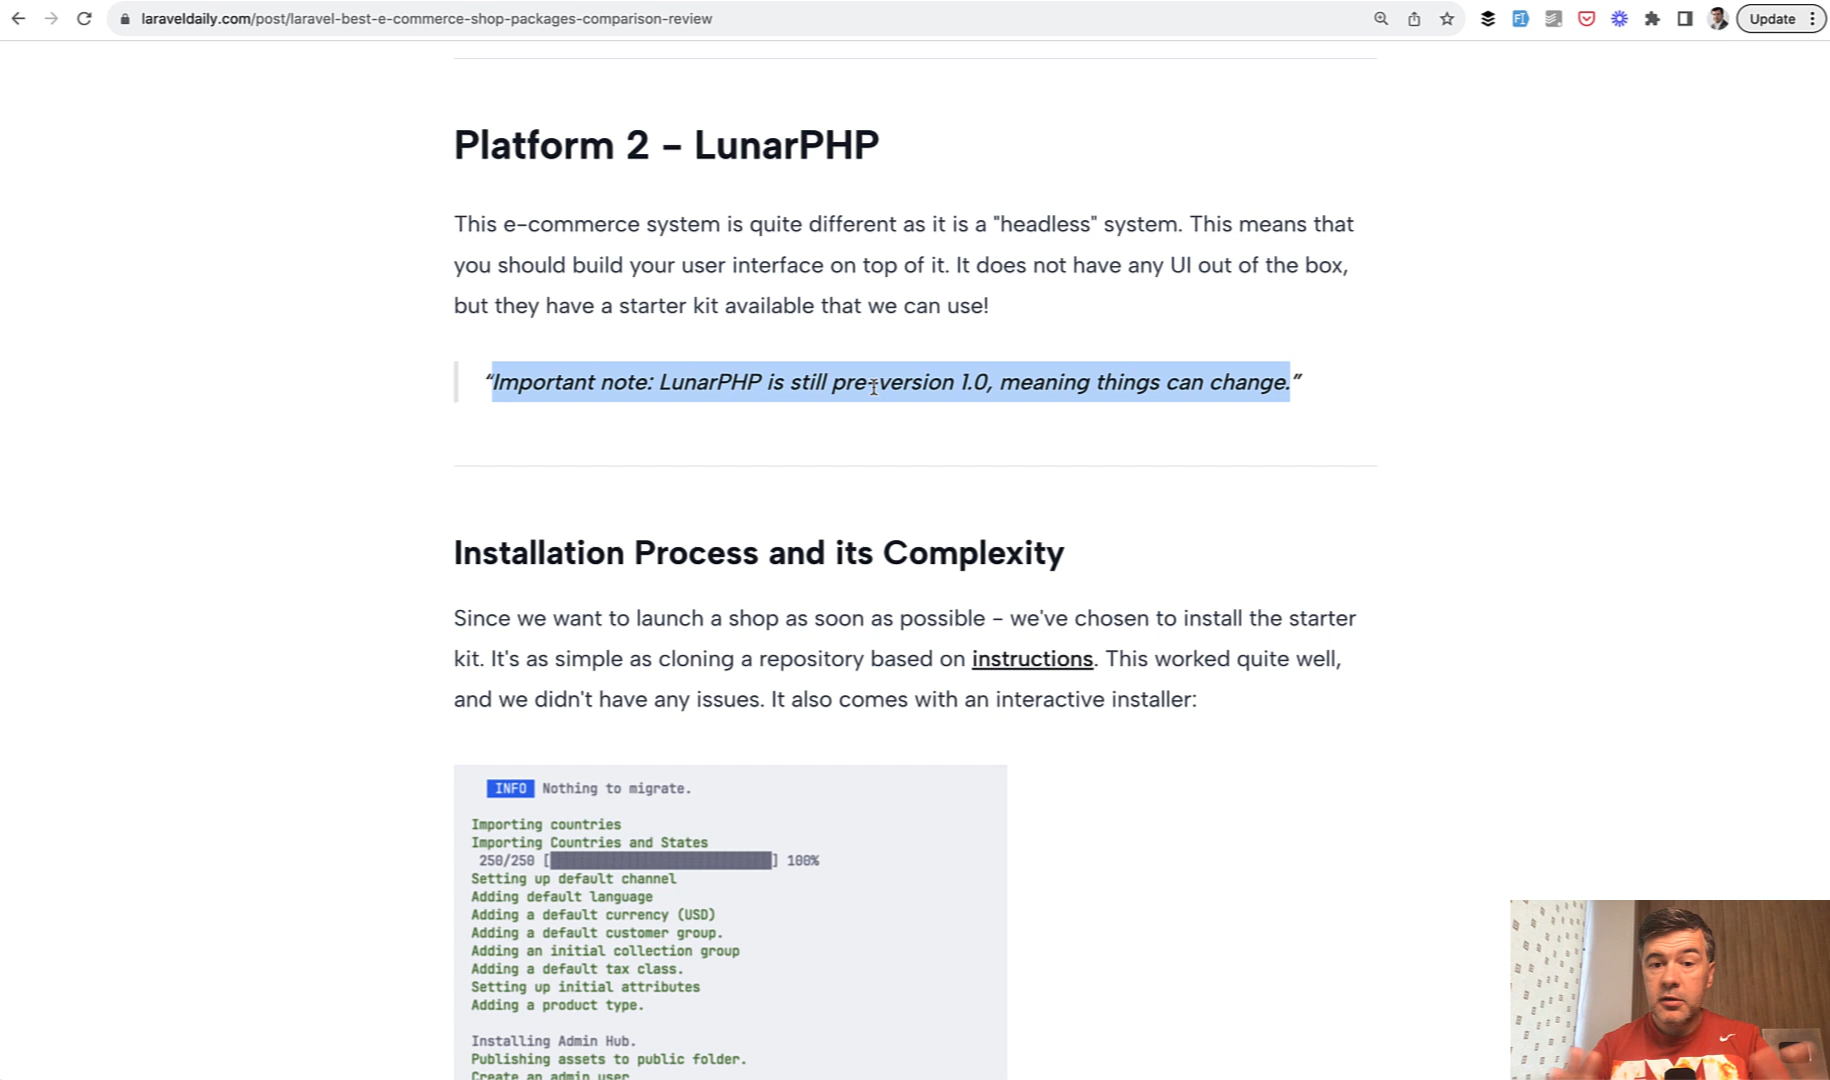 laraveldaily.com/post/laravel-best-e-commerce-shop-packages-comparison-review
Update
Platform 2 – LunarPHP
This e-commerce system is quite different as it is a "headless" system. This means that
you should build your user interface on top of it. It does not have any UI out of the box,
but they have a starter kit available that we can use!
“Important note: LunarPHP is still pre-version 1.0, meaning things can change.”
Installation Process and its Complexity
Since we want to launch a shop as soon as possible – we've chosen to install the starter
kit. It's as simple as cloning a repository based on instructions. This worked quite well,
and we didn't have any issues. It also comes with an interactive installer:
INFO Nothing to migrate.
Importing countries
Importing Countries and States
250/250 [] 100%
Setting up default channel
Adding default language
Adding a default currency (USD)
Adding a default customer group.
Adding an initial collection group
Adding a default tax class.
Setting up initial attributes
Adding a product type.
Installing Admin Hub.
Publishing assets to public folder.
Create an admin user